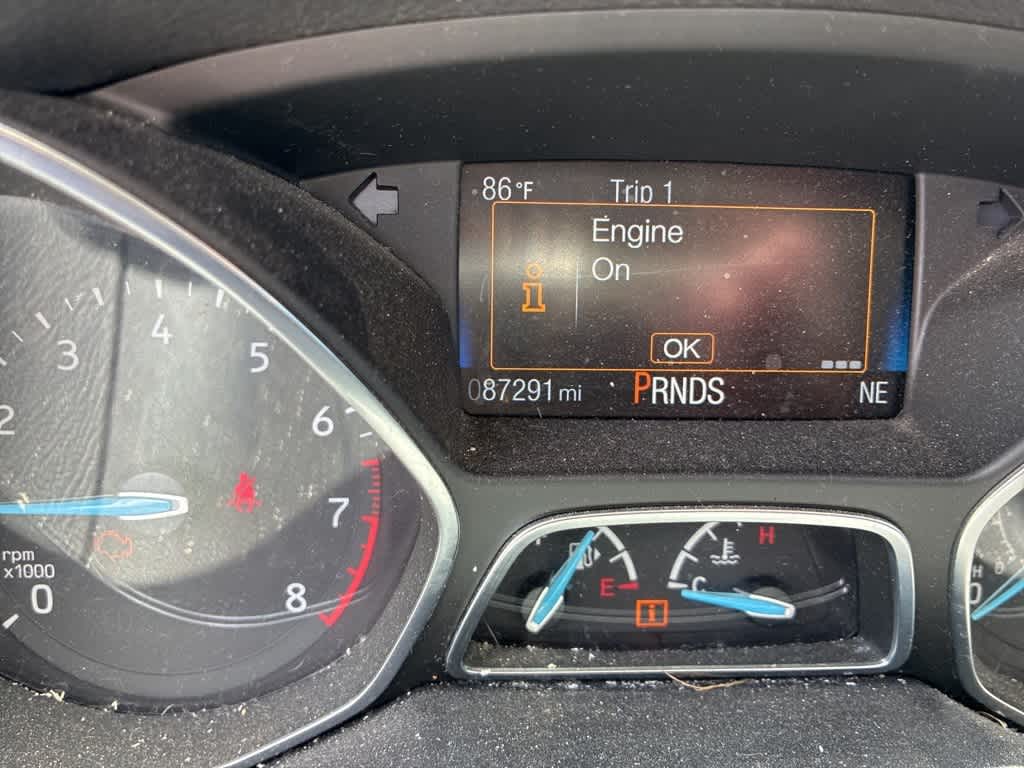 86°F Trip 1
Engine
On
OK
087291 mi PRNDS NE
2 3 4 5 6 7 8
rpm
x1000
0
E C H
H
0